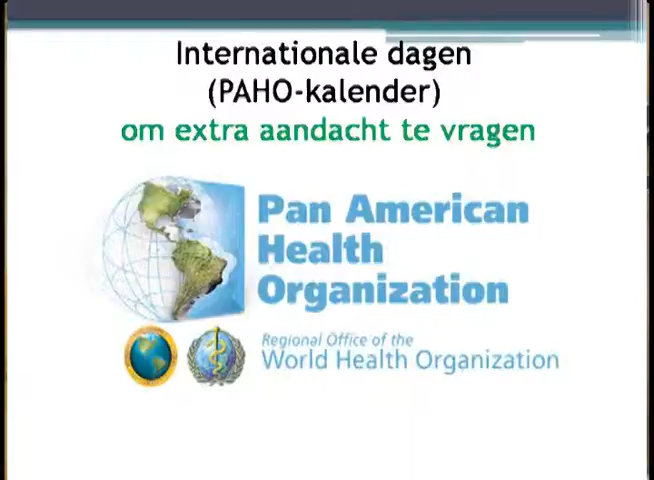 Internationale dagen
(PAHO-kalender)
om extra aandacht te vragen
Pan American
Health
Organization
Regional Office of the
World Health Organization